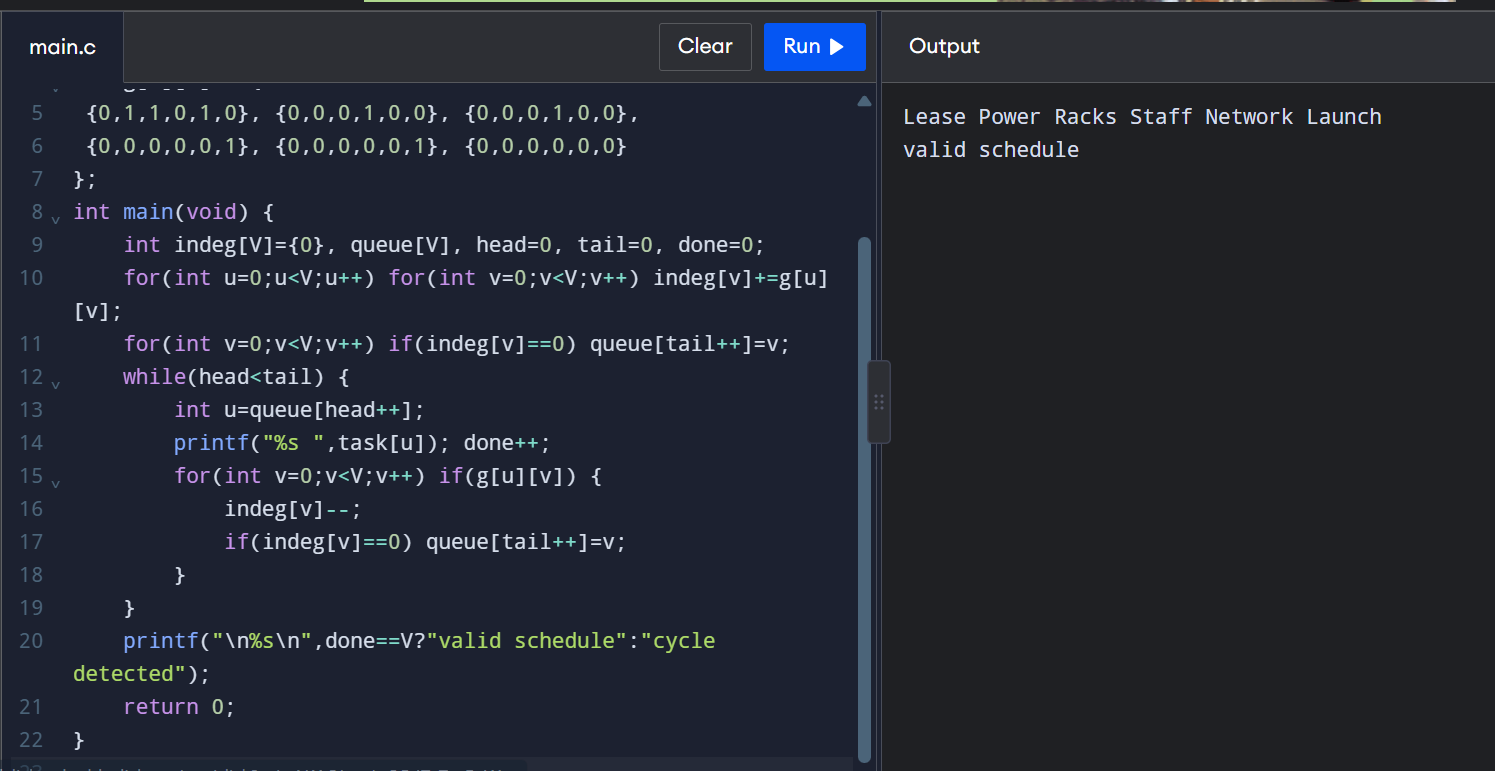 main.c
Clear
Run
Output
5 {0,1,1,0,1,0}, {0,0,0,1,0,0}, {0,0,0,1,0,0},
6 {0,0,0,0,0,1}, {0,0,0,0,0,1}, {0,0,0,0,0,0}
7 };
8 int main(void) {
9 int indeg[V]={0}, queue[V], head=0, tail=0, done=0;
10 for(int u=0;u<V;u++) for(int v=0;v<V;v++) indeg[v]+=g[u]
[v];
11 for(int v=0;v<V;v++) if(indeg[v]==0) queue[tail++]=v;
12 while(head<tail) {
13 int u=queue[head++];
14 printf("%s ",task[u]); done++;
15 for(int v=0;v<V;v++) if(g[u][v]) {
16 indeg[v]--;
17 if(indeg[v]==0) queue[tail++]=v;
18 }
19 }
20 printf("\n%s\n",done==V?"valid schedule":"cycle
detected");
21 return 0;
22 }
Lease Power Racks Staff Network Launch
valid schedule